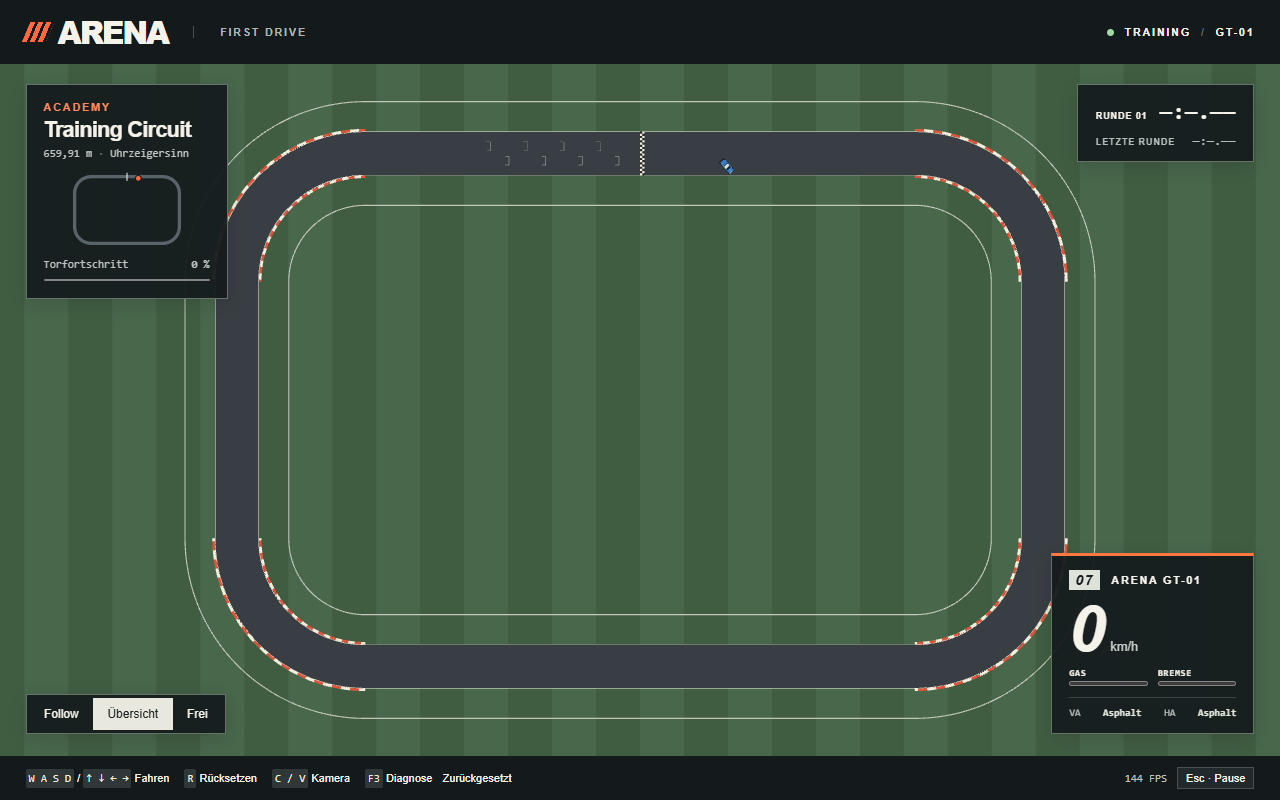 ARENA
FIRST DRIVE
TRAINING / GT-01
ACADEMY
Training Circuit
659,91 m · Uhrzeigersinn
Torfortschritt 0 %
RUNDE 01 —:—.———
LETZTE RUNDE —:—.———
07 ARENA GT-01
0 km/h
GAS BREMSE
VA Asphalt HA Asphalt
Follow Übersicht Frei
W A S D / ↑ ↓ ← → Fahren R Rücksetzen C / V Kamera F3 Diagnose Zurückgesetzt
144 FPS Esc · Pause